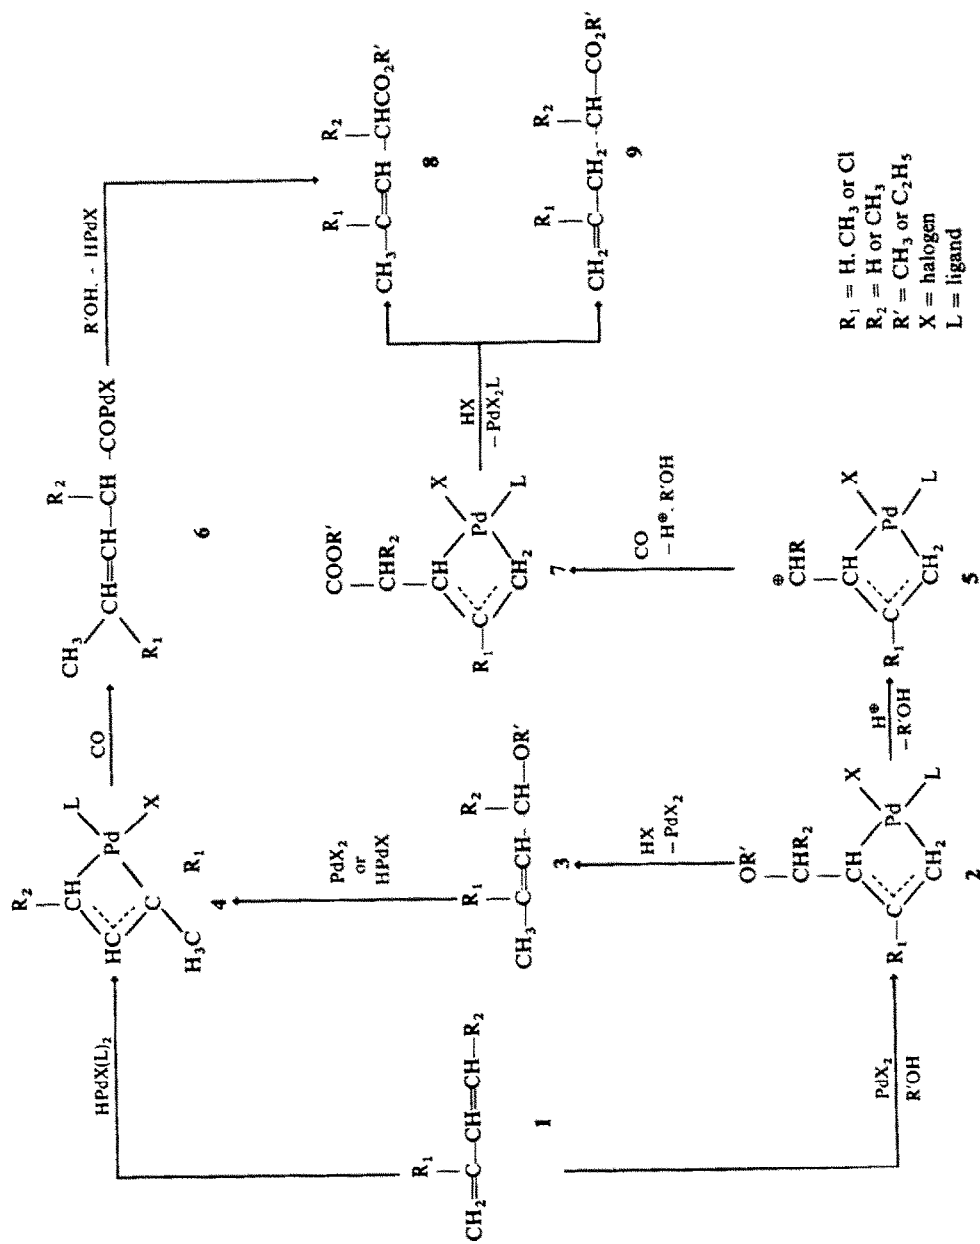 CH₂=C-CH=CH-R₂
R₁
1
HPdX(L)₂
R₂
CH
L
HC
Pd
C
X
H₃C
R₁
4
CO
CH₃
R₂
CH=CH-CH-COPdX
R₁
6
R'OH. - HPdX
PdX₂
or
HPdX
R₁
R₂
CH₃-C=CH-CH-OR'
3
HX
-PdX₂
PdX₂
R'OH
OR'
CHR₂
CH
X
R₁-C
Pd
CH₂
L
2
H⊕
-R'OH
⊕
CHR
CH
X
R₁-C
Pd
CH₂
L
5
CO
-H⊕. R'OH
COOR'
CHR₂
CH
X
R₁-C
Pd
CH₂
L
7
HX
-PdX₂L
R₁
R₂
CH₃-C=CH-CHCO₂R'
8
R₁
R₂
CH₂=C-CH₂-CH-CO₂R'
9
R₁ = H. CH₃ or Cl
R₂ = H or CH₃
R' = CH₃ or C₂H₅
X = halogen
L = ligand